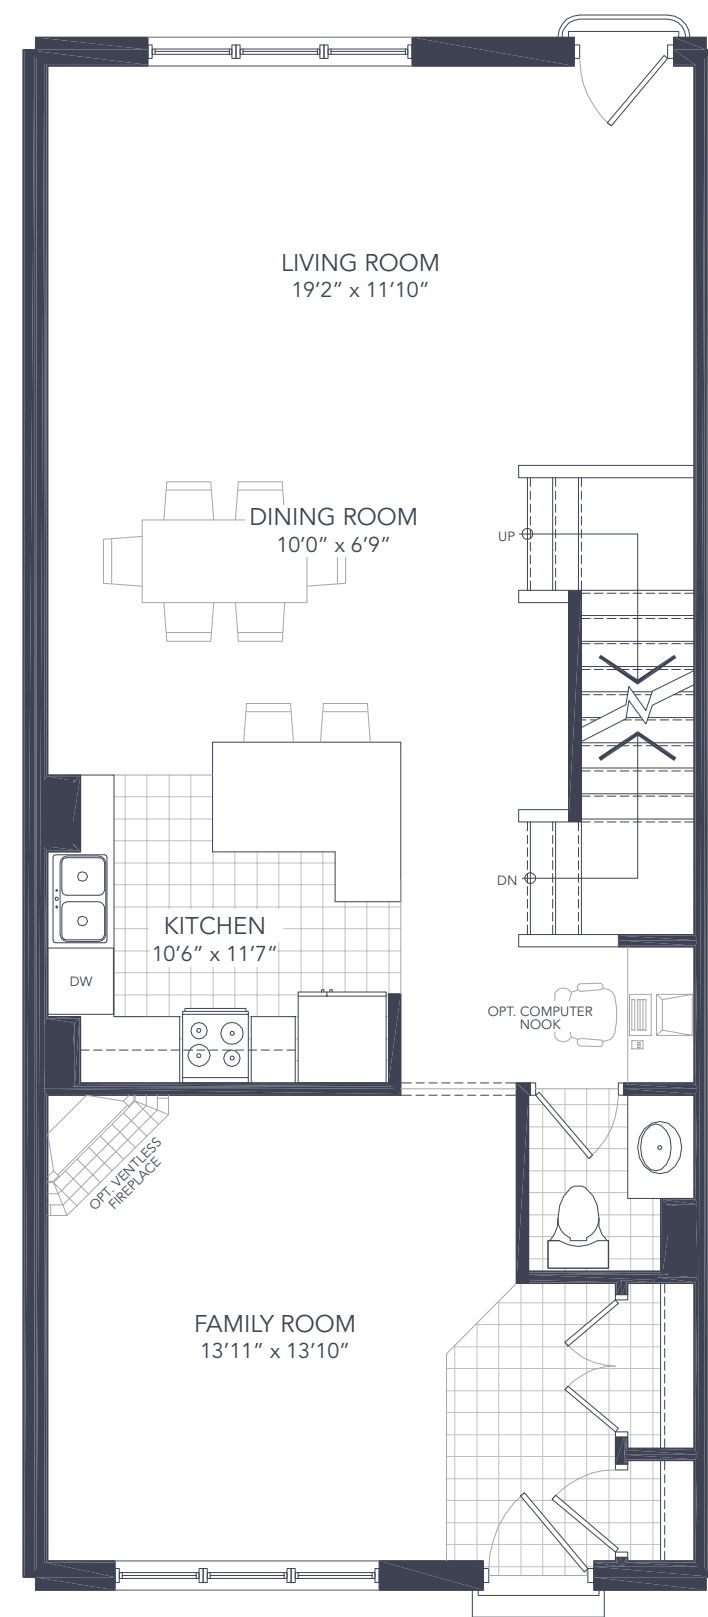 LIVING ROOM
19'2" x 11'10"
DINING ROOM
10'0" x 6'9"
UP
DN
KITCHEN
10'6" x 11'7"
DW
OPT. COMPUTER
NOOK
OPT. VENTLESS
FIREPLACE
FAMILY ROOM
13'11" x 13'10"